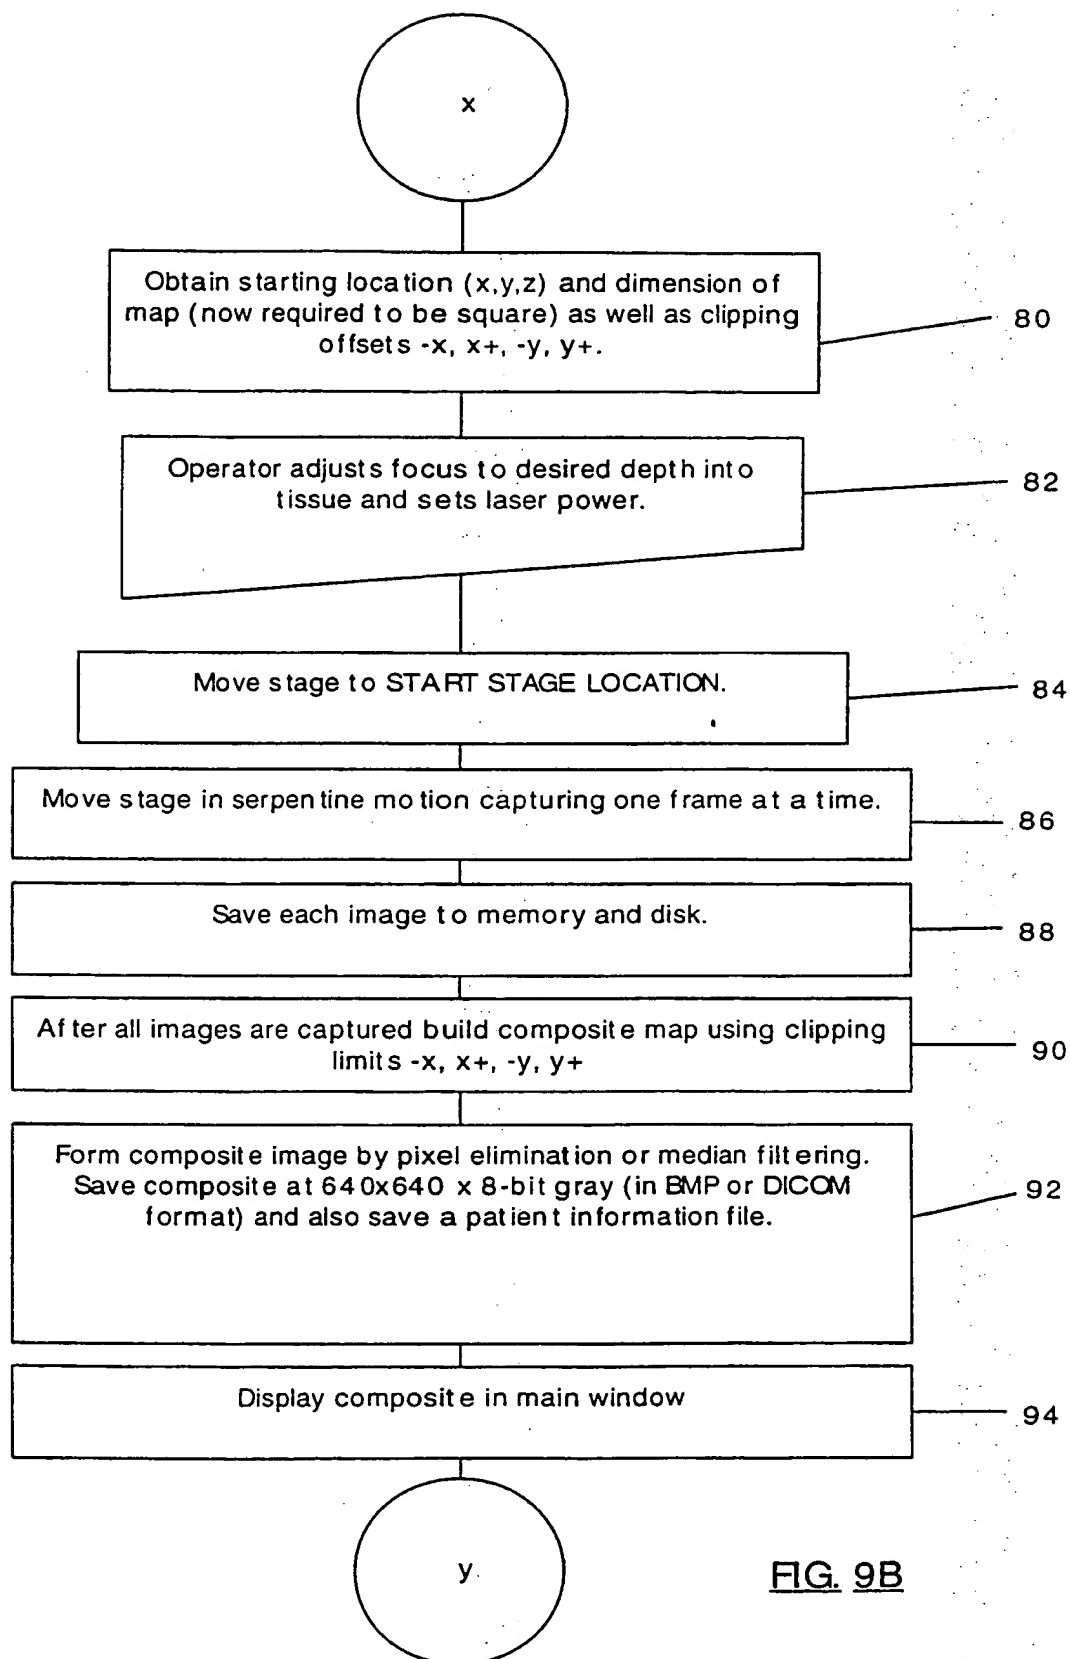 x
Obtain starting location (x,y,z) and dimension of
map (now required to be square) as well as clipping
offsets -x, x+, -y, y+.
80
Operator adjusts focus to desired depth into
tissue and sets laser power.
82
Move stage to START STAGE LOCATION.
84
Move stage in serpentine motion capturing one frame at a time.
86
Save each image to memory and disk.
88
After all images are captured build composite map using clipping
limits -x, x+, -y, y+
90
Form composite image by pixel elimination or median filtering.
Save composite at 640x640 x 8-bit gray (in BMP or DICOM
format) and also save a patient information file.
92
Display composite in main window
94
y
FIG. 9B